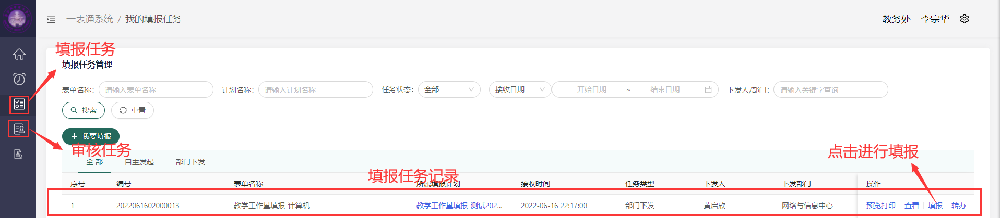 一表通系统 / 我的填报任务
教务处 李宗华
填报任务
填报任务管理
表单名称: 请输入表单名称 计划名称: 请输入计划名称 任务状态: 全部 接收日期 开始日期 ~ 结束日期 下发人/部门: 请输入关键字查询
搜索 重置
+ 我要填报
审核任务
点击进行填报
全 部 自主发起 部门下发
填报任务记录
序号 编号 表单名称 所属填报计划 接收时间 任务类型 下发人 下发部门 操作
1 2022061602000013 教学工作量填报_计算机 教学工作量填报_测试202... 2022-06-16 22:17:00 部门下发 黄启欣 网络与信息中心 预览打印 查看 填报 转办